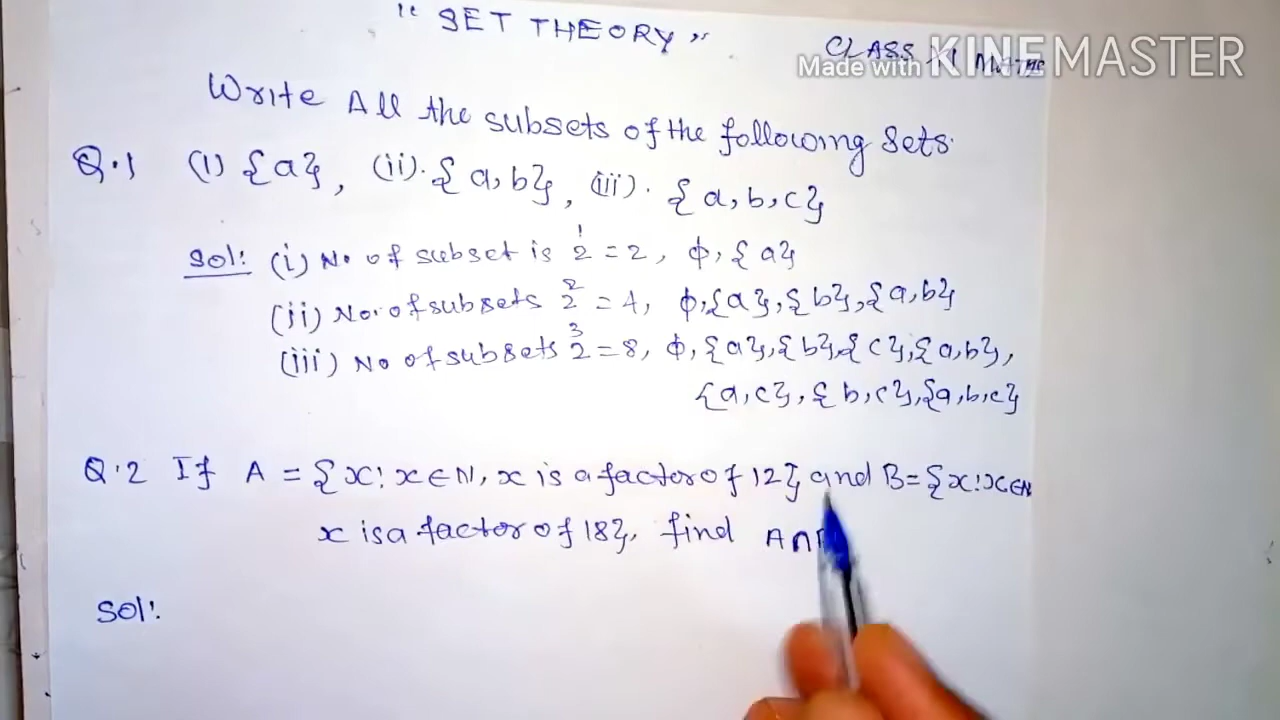 " SET THEORY "
CLASS XI MATHS
Made with KINEMASTER
Write All the subsets of the following sets.
Q.1 (i) {a}, (ii). {a,b}, (iii). {a,b,c}
Sol: (i) No of subset is 2¹ = 2, φ, {a}
(ii) No. of subsets 2² = 4, φ,{a},{b},{a,b}
(iii) No of subsets 2³ = 8, φ,{a},{b},{c},{a,b},
{a,c},{b,c},{a,b,c}
Q.2 If A = {x: x∈N, x is a factor of 12} and B={x:x∈N
x is a factor of 18}, find A∩
Sol: